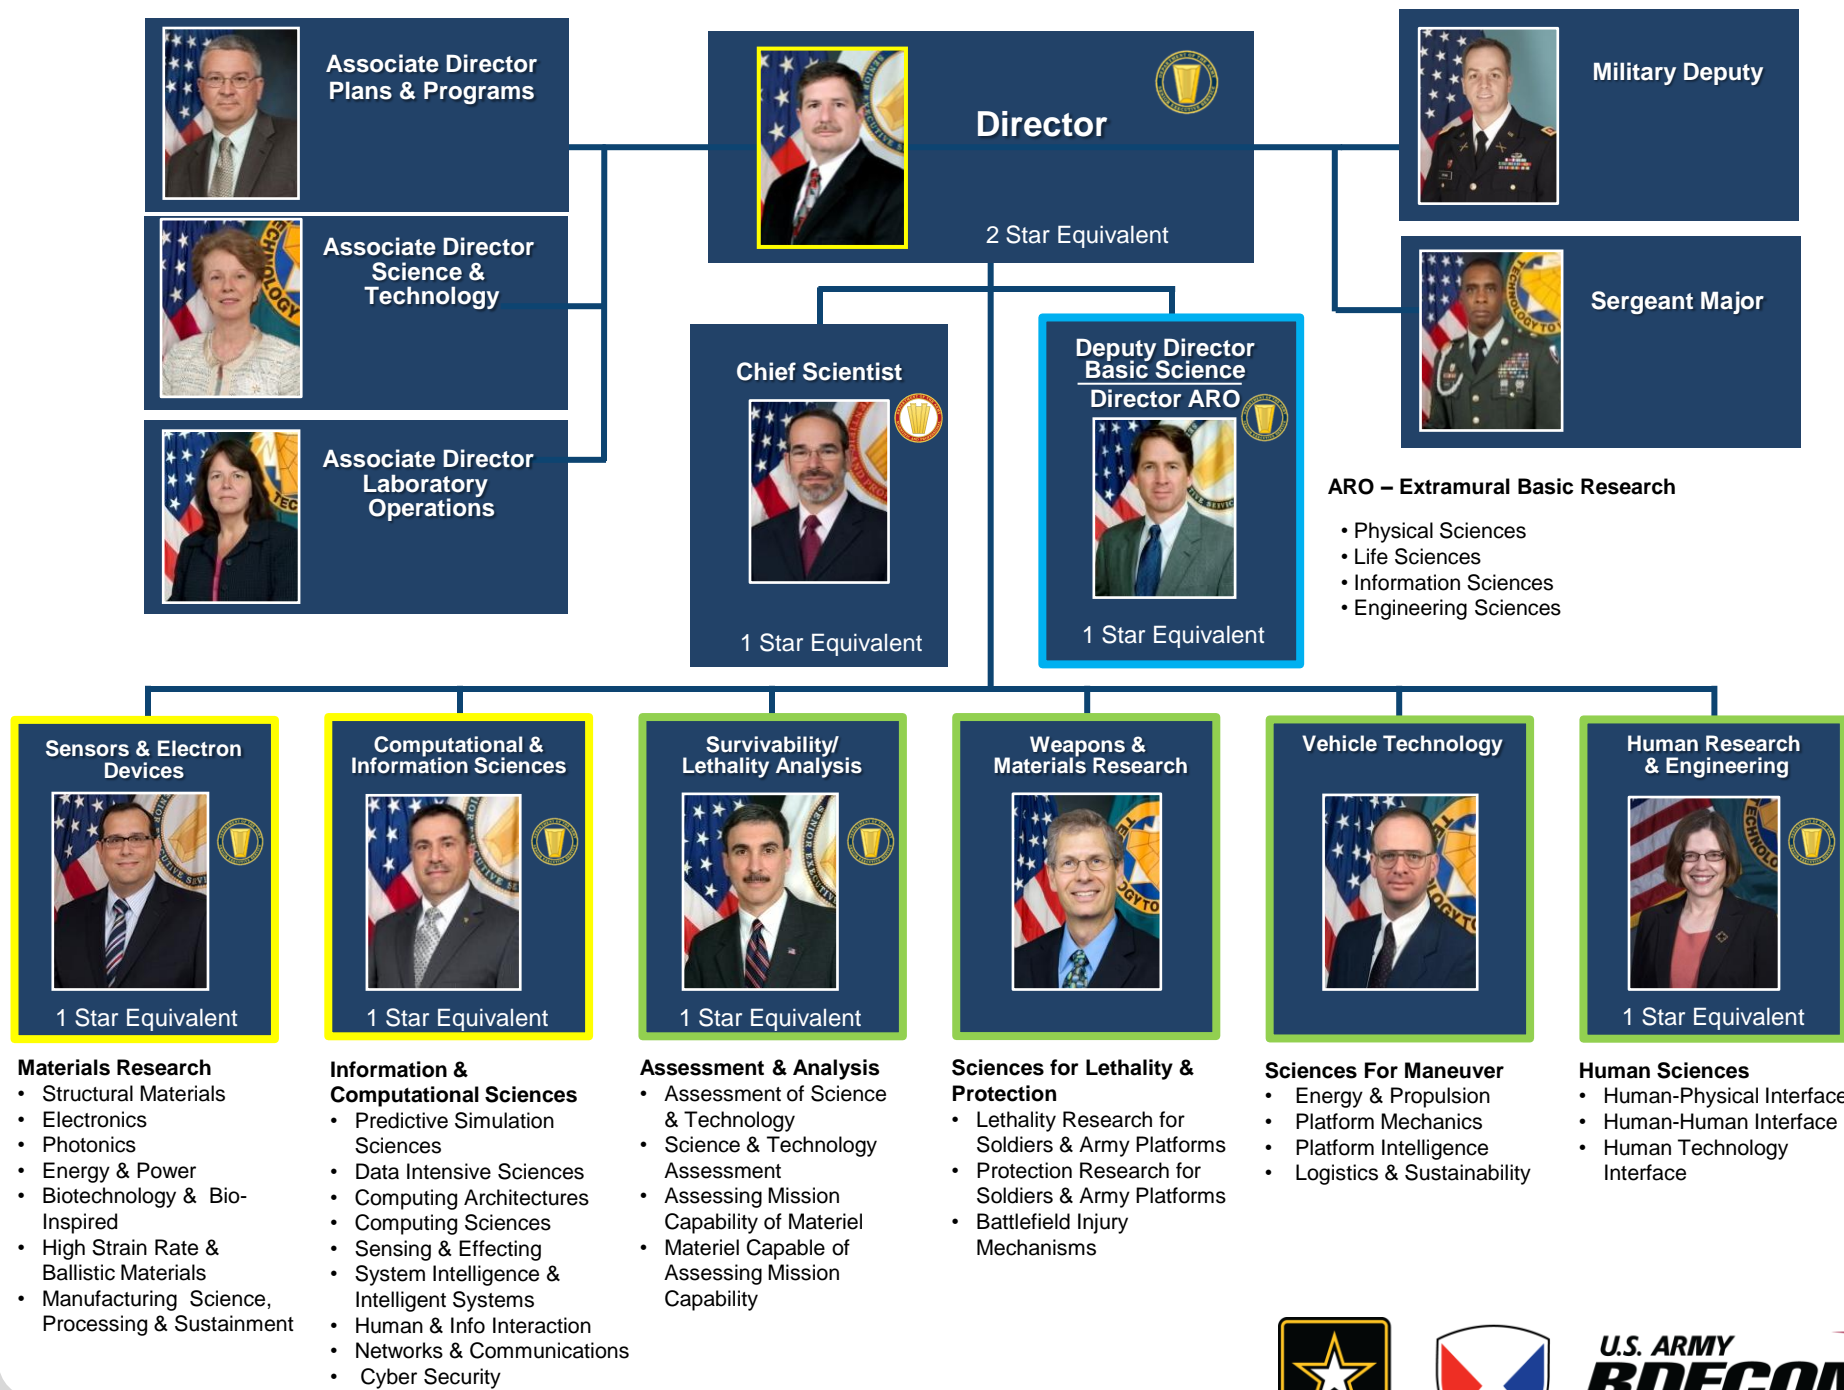 Associate Director
Plans & Programs
Director
2 Star Equivalent
Military Deputy
Associate Director
Science &
Technology
Sergeant Major
Associate Director
Laboratory
Operations
Chief Scientist
1 Star Equivalent
Deputy Director
Basic Science
Director ARO
1 Star Equivalent
ARO – Extramural Basic Research
• Physical Sciences
• Life Sciences
• Information Sciences
• Engineering Sciences
Sensors & Electron
Devices
1 Star Equivalent
Computational &
Information Sciences
1 Star Equivalent
Survivability/
Lethality Analysis
1 Star Equivalent
Weapons &
Materials Research
Vehicle Technology
Human Research
& Engineering
1 Star Equivalent
Materials Research
• Structural Materials
• Electronics
• Photonics
• Energy & Power
• Biotechnology & Bio-
Inspired
• High Strain Rate &
Ballistic Materials
• Manufacturing Science,
Processing & Sustainment
Information &
Computational Sciences
• Predictive Simulation
Sciences
• Data Intensive Sciences
• Computing Architectures
• Computing Sciences
• Sensing & Effecting
• System Intelligence &
Intelligent Systems
• Human & Info Interaction
• Networks & Communications
• Cyber Security
Assessment & Analysis
• Assessment of Science
& Technology
• Science & Technology
Assessment
• Assessing Mission
Capability of Materiel
• Materiel Capable of
Assessing Mission
Capability
Sciences for Lethality &
Protection
• Lethality Research for
Soldiers & Army Platforms
• Protection Research for
Soldiers & Army Platforms
• Battlefield Injury
Mechanisms
Sciences For Maneuver
• Energy & Propulsion
• Platform Mechanics
• Platform Intelligence
• Logistics & Sustainability
Human Sciences
• Human-Physical Interface
• Human-Human Interface
• Human Technology
Interface
U.S. ARMY
RDECOM